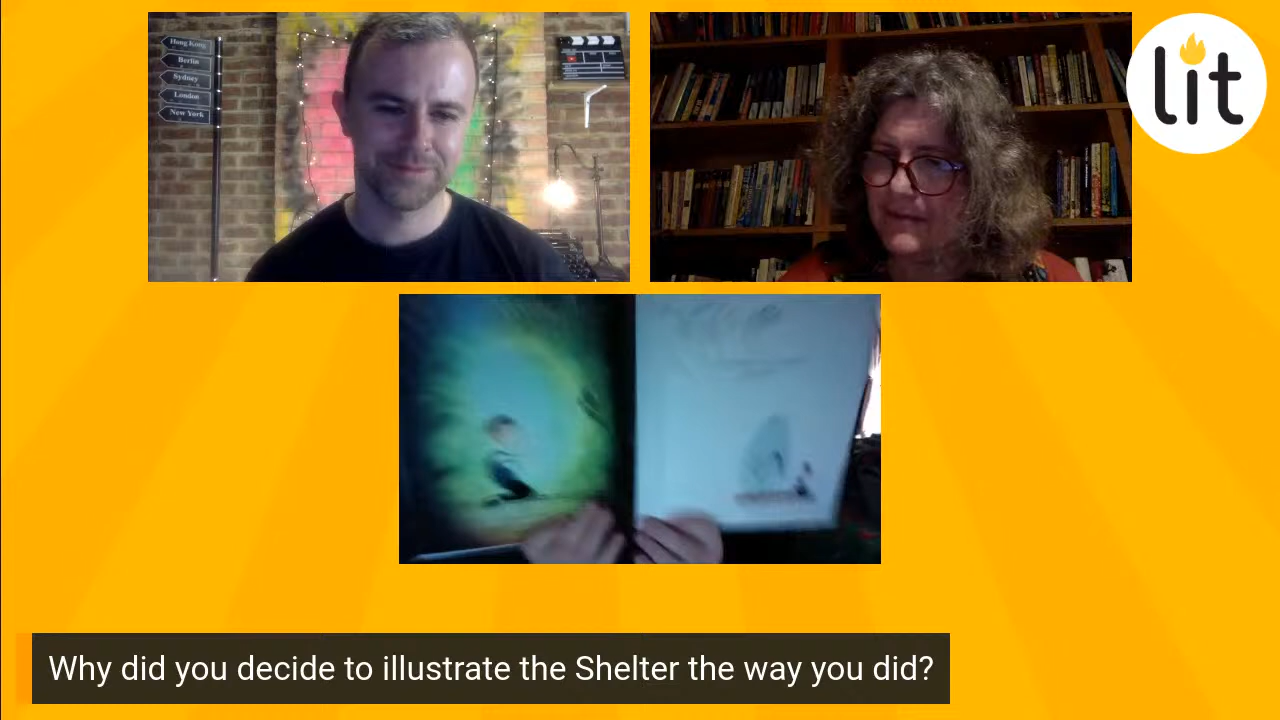 Hong Kong
Berlin
Sydney
London
New York
lit
Why did you decide to illustrate the Shelter the way you did?